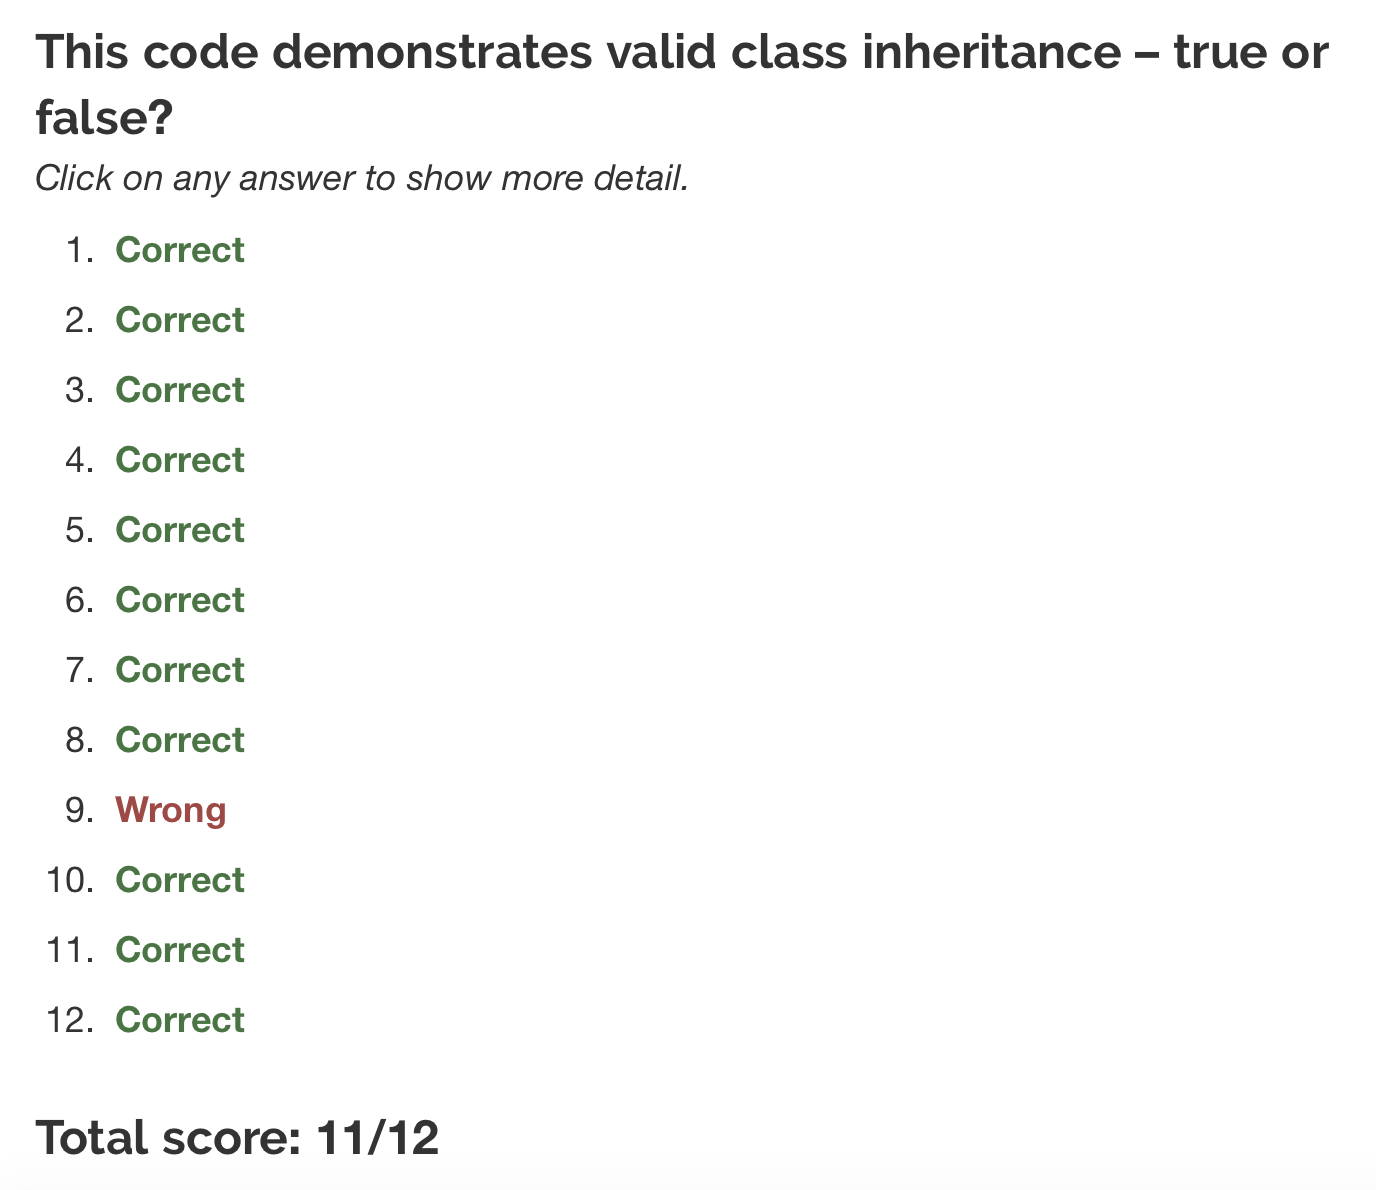 This code demonstrates valid class inheritance – true or
false?
Click on any answer to show more detail.
1. Correct
2. Correct
3. Correct
4. Correct
5. Correct
6. Correct
7. Correct
8. Correct
9. Wrong
10. Correct
11. Correct
12. Correct
Total score: 11/12